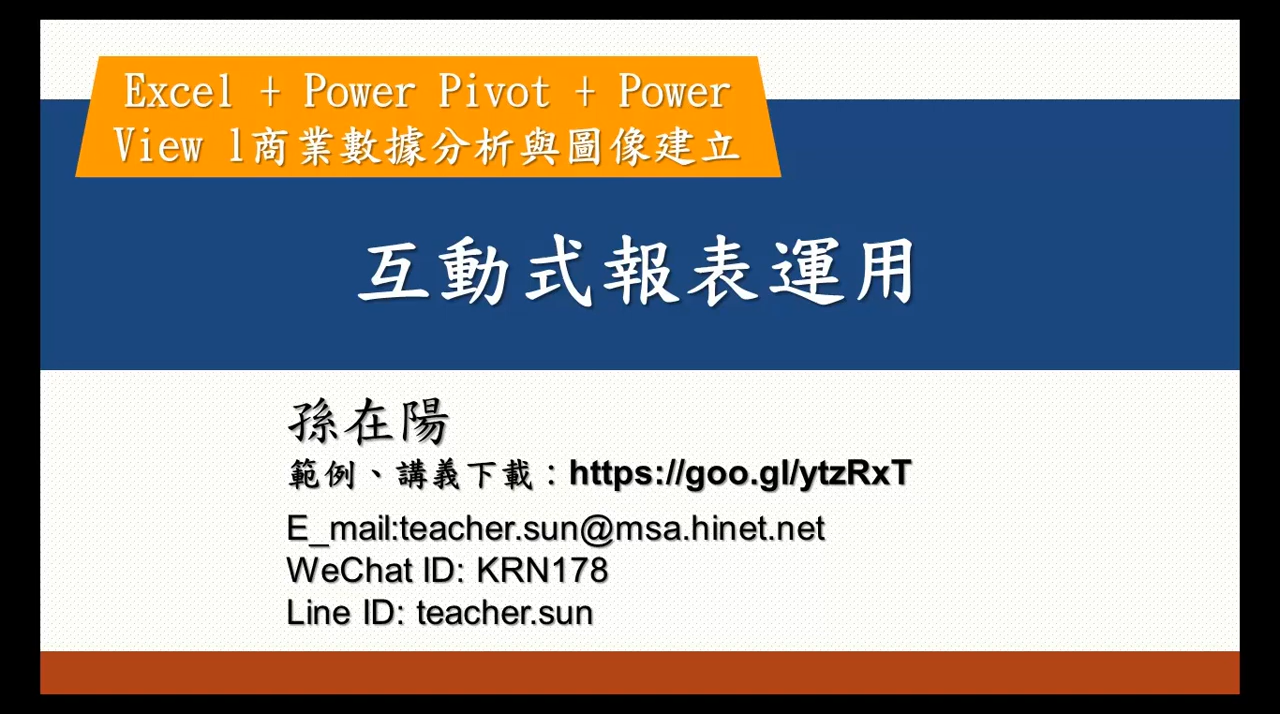 Excel + Power Pivot + Power
View 1商業數據分析與圖像建立
互動式報表運用
孫在陽
範例、講義下載：https://goo.gl/ytzRxT
E_mail:teacher.sun@msa.hinet.net
WeChat ID: KRN178
Line ID: teacher.sun